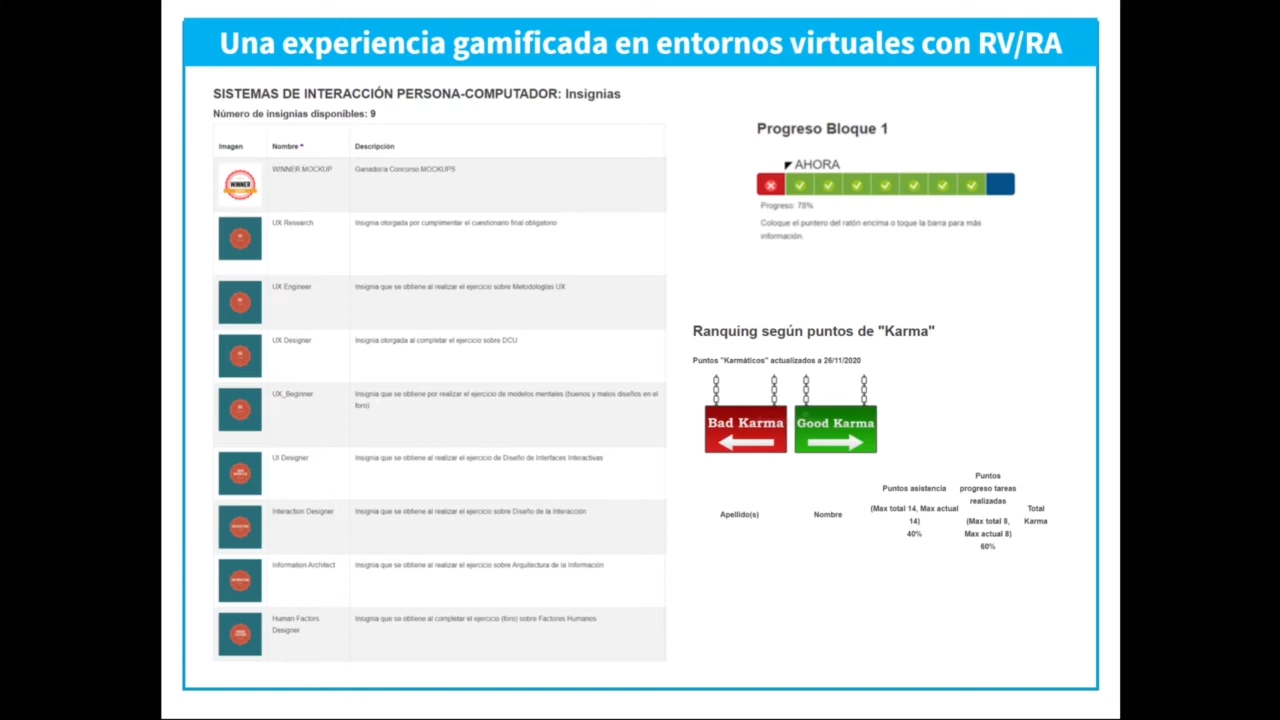 Una experiencia gamificada en entornos virtuales con RV/RA
SISTEMAS DE INTERACCIÓN PERSONA-COMPUTADOR: Insignias
Número de insignias disponibles: 9
Imagen Nombre Descripción
WINNER
WINNER MOCKUP Ganador/a Concurso MOCKUPS
UX Research Insignia otorgada por cumplimentar el cuestionario final obligatorio
UX Engineer Insignia que se obtiene al realizar el ejercicio sobre Metodologías UX
UX Designer Insignia otorgada al completar el ejercicio sobre DCU
UX_Beginner Insignia que se obtiene por realizar el ejercicio de modelos mentales (buenos y malos diseños en el
foro)
UI Designer Insignia que se obtiene al realizar el ejercicio de Diseño de Interfaces Interactivas
Interaction Designer Insignia que se obtiene al realizar el ejercicio sobre Diseño de la Interacción
Information Architect Insignia que se obtiene al realizar el ejercicio sobre Arquitectura de la Información
Human Factors Insignia que se obtiene al completar el ejercicio (foro) sobre Factores Humanos
Designer
Progreso Bloque 1
AHORA
Progreso: 78%
Coloque el puntero del ratón encima o toque la barra para más
información.
Ranquing según puntos de "Karma"
Puntos "Karmáticos" actualizados a 26/11/2020
Bad Karma Good Karma
Apellido(s)
Nombre
Puntos asistencia
(Max total 14, Max actual
14)
40%
Puntos
progreso tareas
realizadas
(Max total 8,
Max actual 8)
60%
Total
Karma